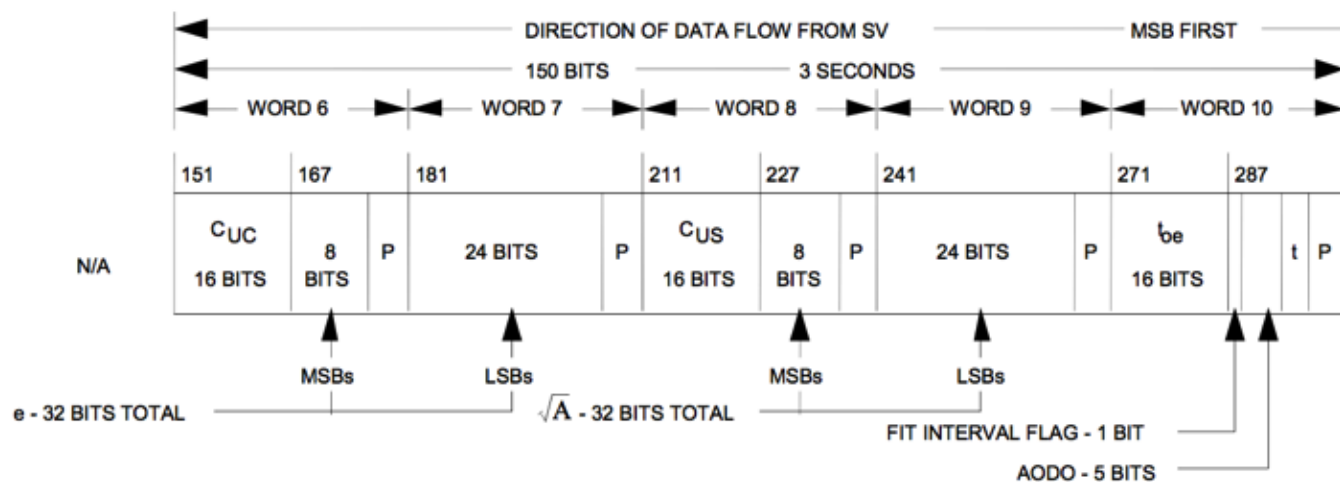 DIRECTION OF DATA FLOW FROM SV MSB FIRST
150 BITS 3 SECONDS
WORD 6 WORD 7 WORD 8 WORD 9 WORD 10
151 167 181 211 227 241 271 287
N/A
CUC
16 BITS
8
BITS
P
24 BITS
P
CUS
16 BITS
8
BITS
P
24 BITS
P
toe
16 BITS
t
P
MSBs LSBs MSBs LSBs
e - 32 BITS TOTAL √A - 32 BITS TOTAL
FIT INTERVAL FLAG - 1 BIT
AODO - 5 BITS